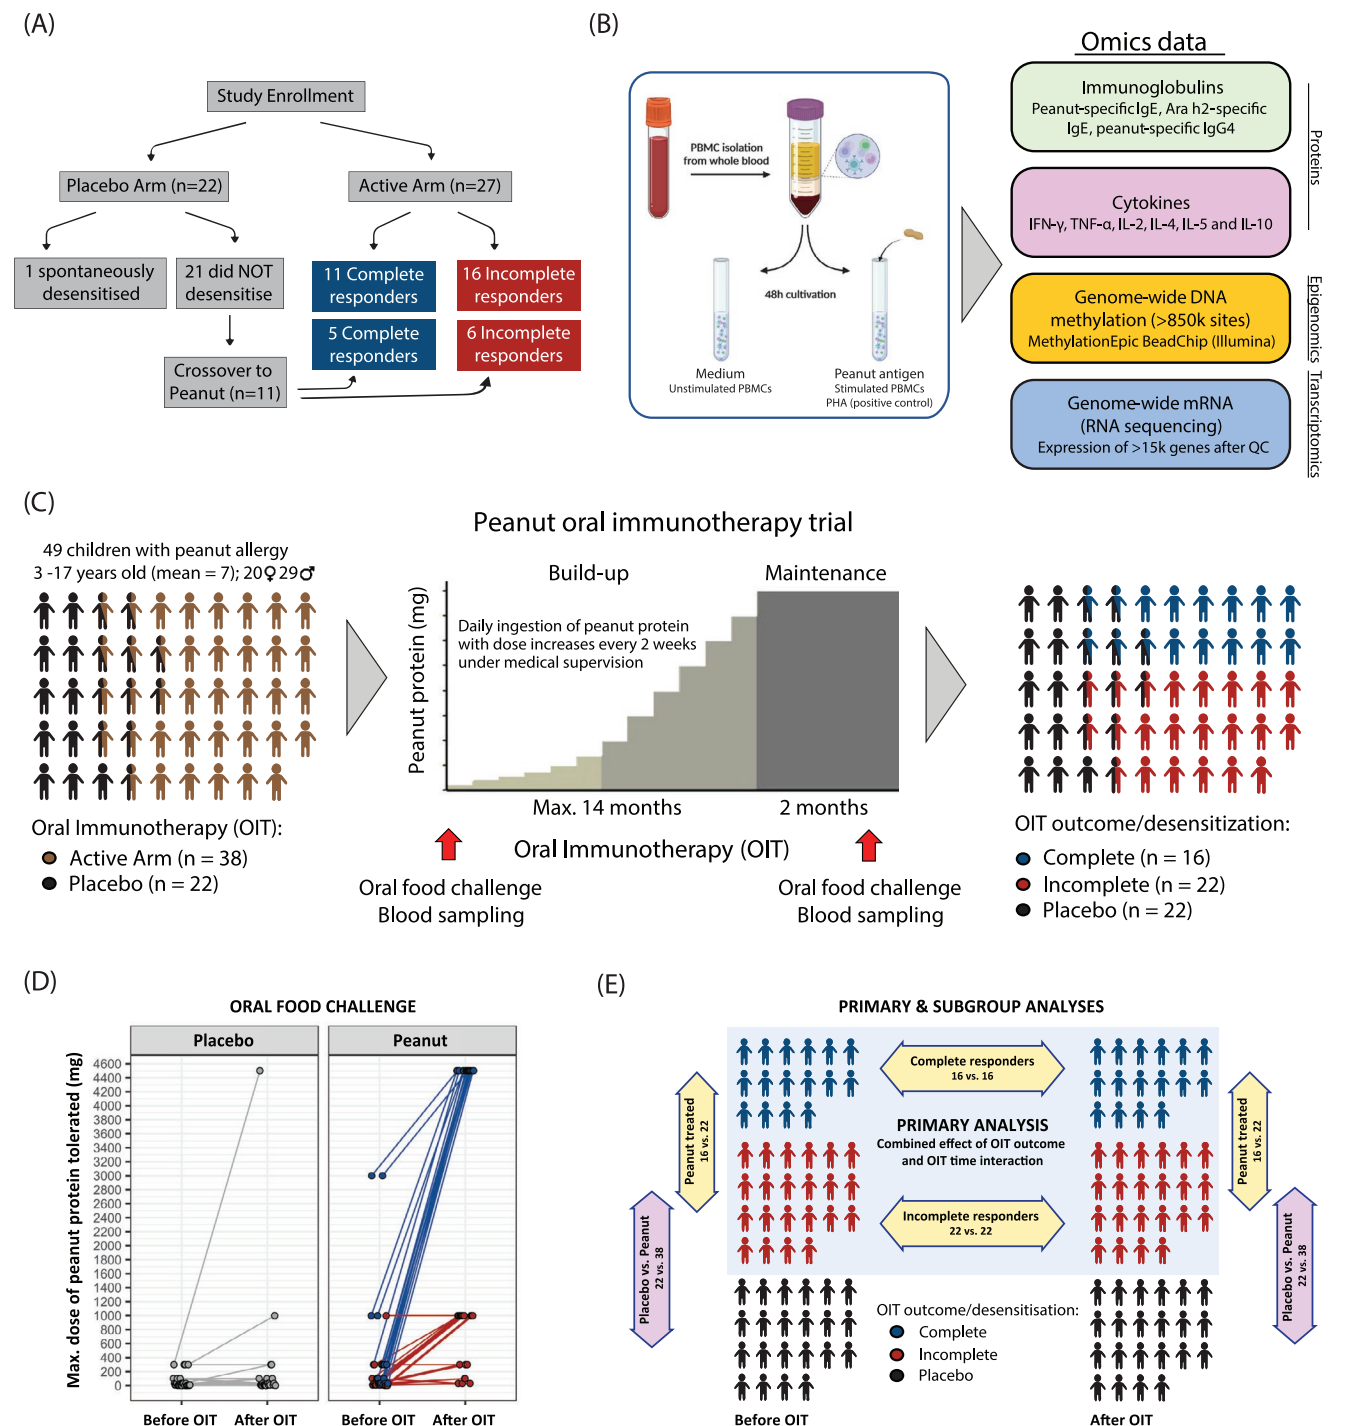 (A)
Study Enrollment
Placebo Arm (n=22)
Active Arm (n=27)
1 spontaneously
desensitised
21 did NOT
desensitise
11 Complete
responders
16 Incomplete
responders
5 Complete
responders
6 Incomplete
responders
Crossover to
Peanut (n=11)
(B)
PBMC isolation
from whole blood
48h cultivation
Medium
Unstimulated PBMCs
Peanut antigen
Stimulated PBMCs
PHA (positive control)
Omics data
Immunoglobulins
Peanut-specific IgE, Ara h2-specific
IgE, peanut-specific IgG4
Cytokines
IFN-γ, TNF-α, IL-2, IL-4, IL-5 and IL-10
Genome-wide DNA
methylation (>850k sites)
MethylationEpic BeadChip (Illumina)
Genome-wide mRNA
(RNA sequencing)
Expression of >15k genes after QC
Proteins
Epigenomics
Transcriptomics
(C)
Peanut oral immunotherapy trial
49 children with peanut allergy
3 -17 years old (mean = 7); 20♀29♂
Oral Immunotherapy (OIT):
Active Arm (n = 38)
Placebo (n = 22)
Build-up
Maintenance
Peanut protein (mg)
Daily ingestion of peanut protein
with dose increases every 2 weeks
under medical supervision
Max. 14 months
2 months
Oral Immunotherapy (OIT)
Oral food challenge
Blood sampling
Oral food challenge
Blood sampling
OIT outcome/desensitization:
Complete (n = 16)
Incomplete (n = 22)
Placebo (n = 22)
(D)
ORAL FOOD CHALLENGE
Placebo
Peanut
Max. dose of peanut protein tolerated (mg)
4600
4400
4200
4000
3800
3600
3400
3200
3000
2800
2600
2400
2200
2000
1800
1600
1400
1200
1000
800
600
400
200
0
Before OIT
After OIT
Before OIT
After OIT
(E)
PRIMARY & SUBGROUP ANALYSES
Complete responders
16 vs. 16
PRIMARY ANALYSIS
Combined effect of OIT outcome
and OIT time interaction
Incomplete responders
22 vs. 22
Peanut treated
16 vs. 22
Placebo vs. Peanut
22 vs. 38
Peanut treated
16 vs. 22
Placebo vs. Peanut
22 vs. 38
OIT outcome/desensitisation:
Complete
Incomplete
Placebo
Before OIT
After OIT